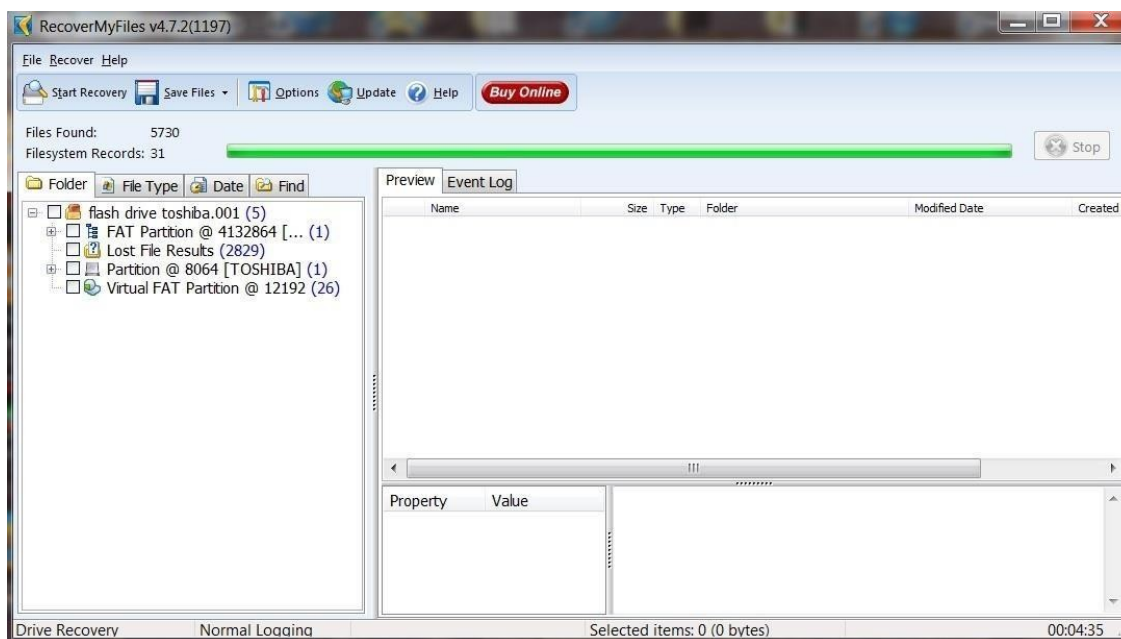 RecoverMyFiles v4.7.2(1197)
File Recover Help
Start Recovery Save Files Options Update Help Buy Online
Files Found: 5730
Filesystem Records: 31
Stop
Folder File Type Date Find
flash drive toshiba.001 (5)
FAT Partition @ 4132864 [... (1)
Lost File Results (2829)
Partition @ 8064 [TOSHIBA] (1)
Virtual FAT Partition @ 12192 (26)
Preview Event Log
Name Size Type Folder Modified Date Created
Property Value
Drive Recovery Normal Logging Selected items: 0 (0 bytes) 00:04:35